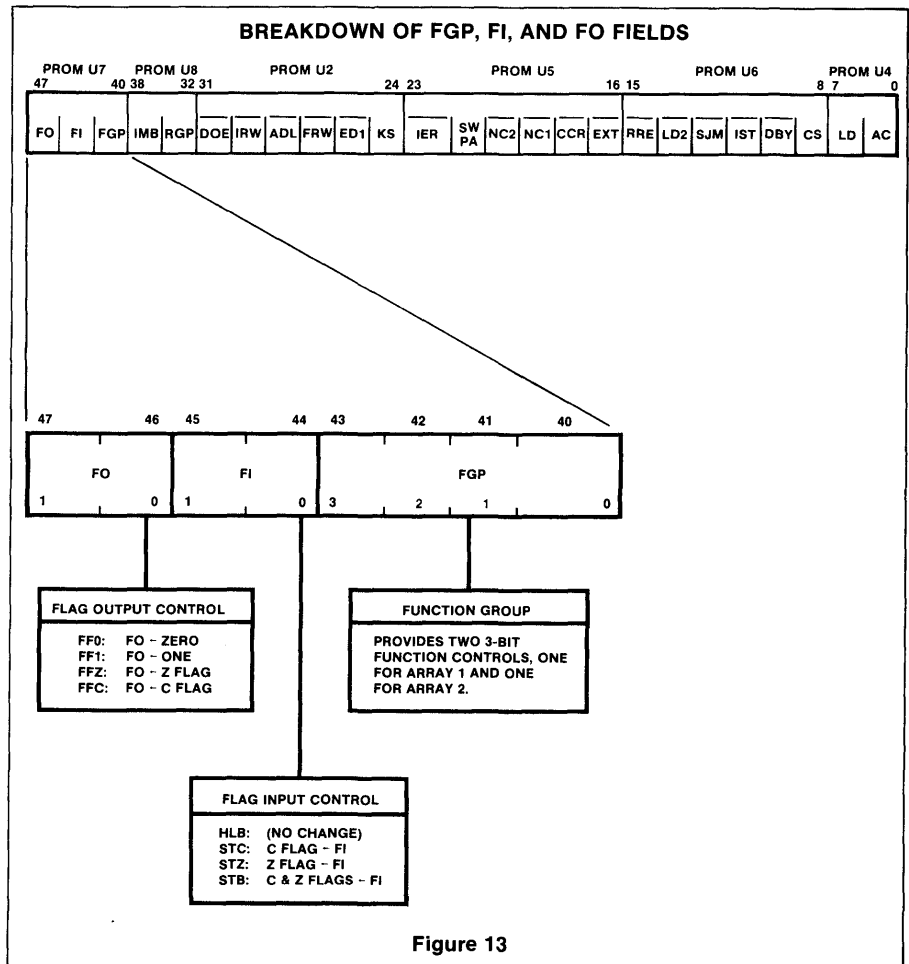 BREAKDOWN OF FGP, FI, AND FO FIELDS
PROM U7 PROM U8 PROM U2 PROM U5 PROM U6 PROM U4
47 40 38 32 31 24 23 16 15 8 7 0
FO FI FGP IMB RGP DOE IRW ADL FRW ED1 KS IER SW PA NC2 NC1 CCR EXT RRE LD2 SJM IST DBY CS LD AC
47 46 45 44 43 42 41 40
FO FI FGP
1 0 1 0 3 2 1 0
FLAG OUTPUT CONTROL
FF0: FO – ZERO
FF1: FO – ONE
FFZ: FO – Z FLAG
FFC: FO – C FLAG
FUNCTION GROUP
PROVIDES TWO 3-BIT
FUNCTION CONTROLS, ONE
FOR ARRAY 1 AND ONE
FOR ARRAY 2.
FLAG INPUT CONTROL
HLB: (NO CHANGE)
STC: C FLAG – FI
STZ: Z FLAG – FI
STB: C & Z FLAGS – FI
Figure 13